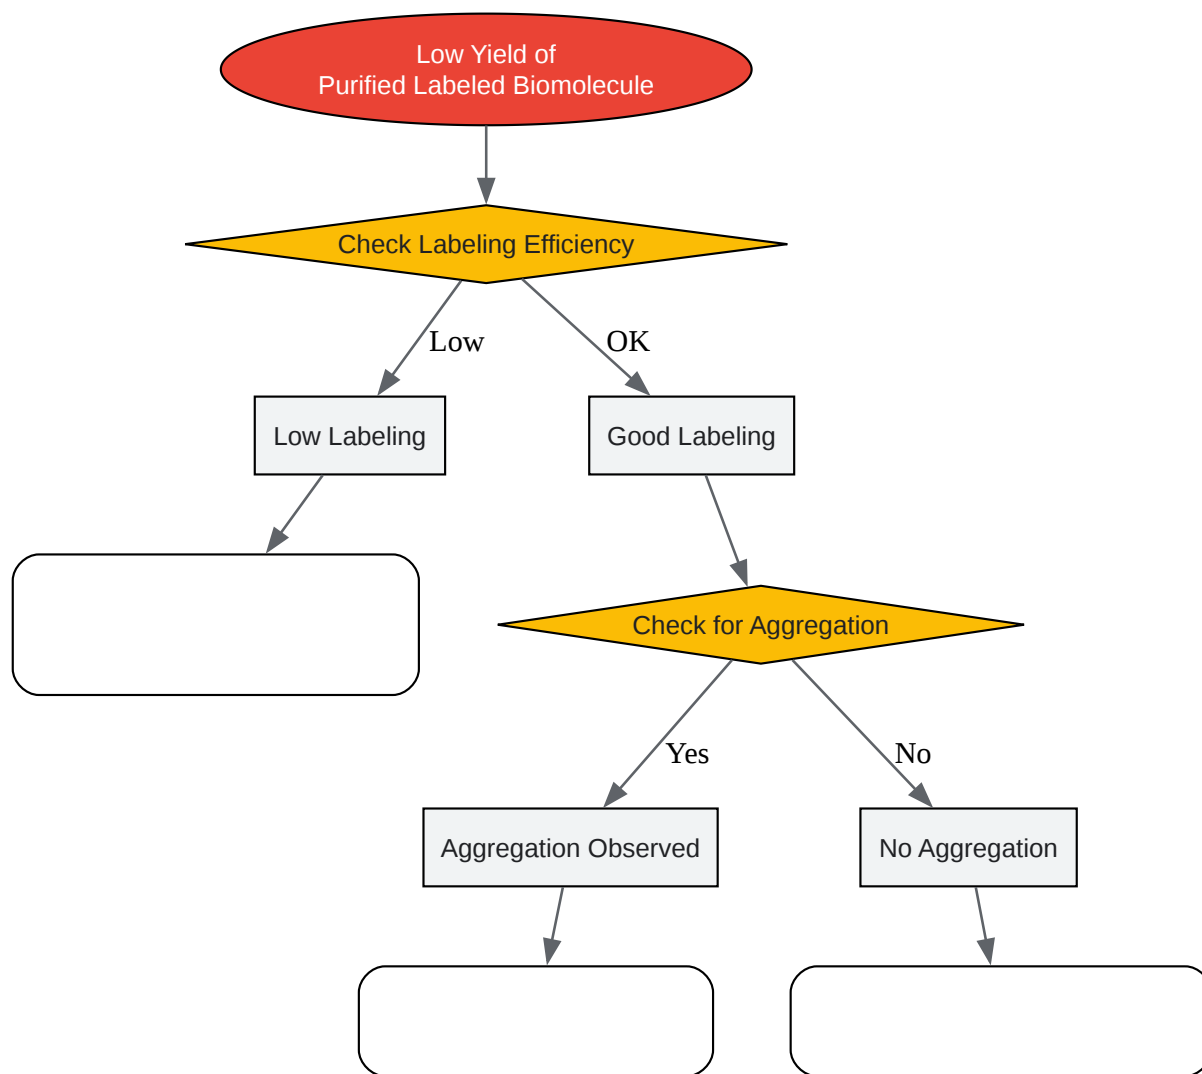 Low Yield of
Purified Labeled Biomolecule
Check Labeling Efficiency
Low
OK
Low Labeling
Good Labeling
Check for Aggregation
Yes
No
Aggregation Observed
No Aggregation